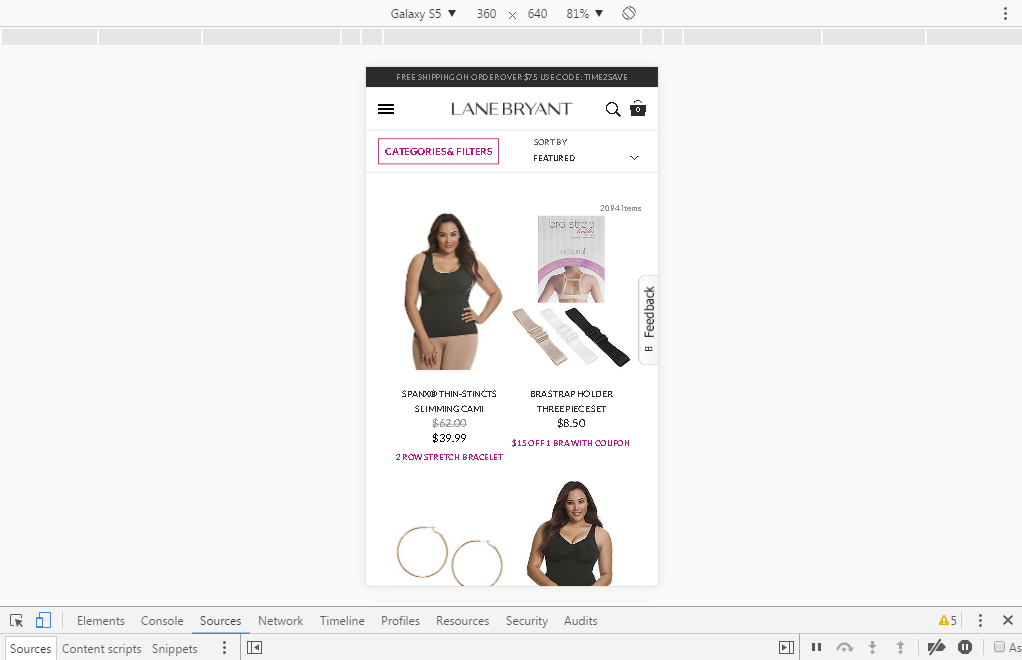 Galaxy S5 ▼ 360 × 640 81% ▼
FREE SHIPPING ON ORDER OVER $75 USE CODE: TIME2SAVE
LANE BRYANT
0
CATEGORIES & FILTERS
SORT BY
FEATURED
2694 items
bra strap
holder
natural
Feedback
SPANX® THIN-STINCTS
SLIMMING CAMI
$62.00
$39.99
2 ROW STRETCH BRACELET
BRA STRAP HOLDER
THREE PIECE SET
$8.50
$15 OFF 1 BRA WITH COUPON
Elements Console Sources Network Timeline Profiles Resources Security Audits
5
Sources Content scripts Snippets
As